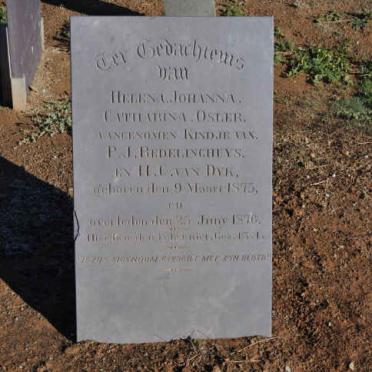 Ter Gedachtenis
van
HELENA. JOHANNA.
CATHARINA. OSLER.
AANGENOMEN KINDJE VAN.
P. J. BEDELINGHUYS.
EN H. C. VAN DYK,
geboren den 9 Maart 1875,
en
overleden den 25 Juny 1876.